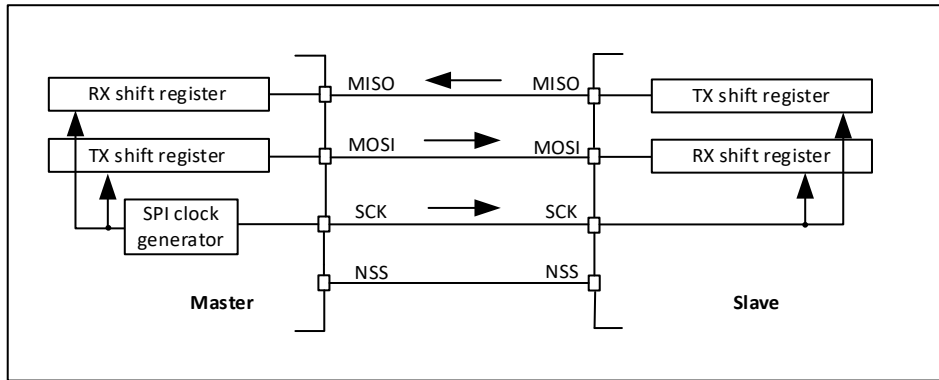 RX shift register
MISO
MISO
TX shift register
TX shift register
MOSI
MOSI
RX shift register
SPI clock
generator
SCK
SCK
NSS
NSS
Master
Slave